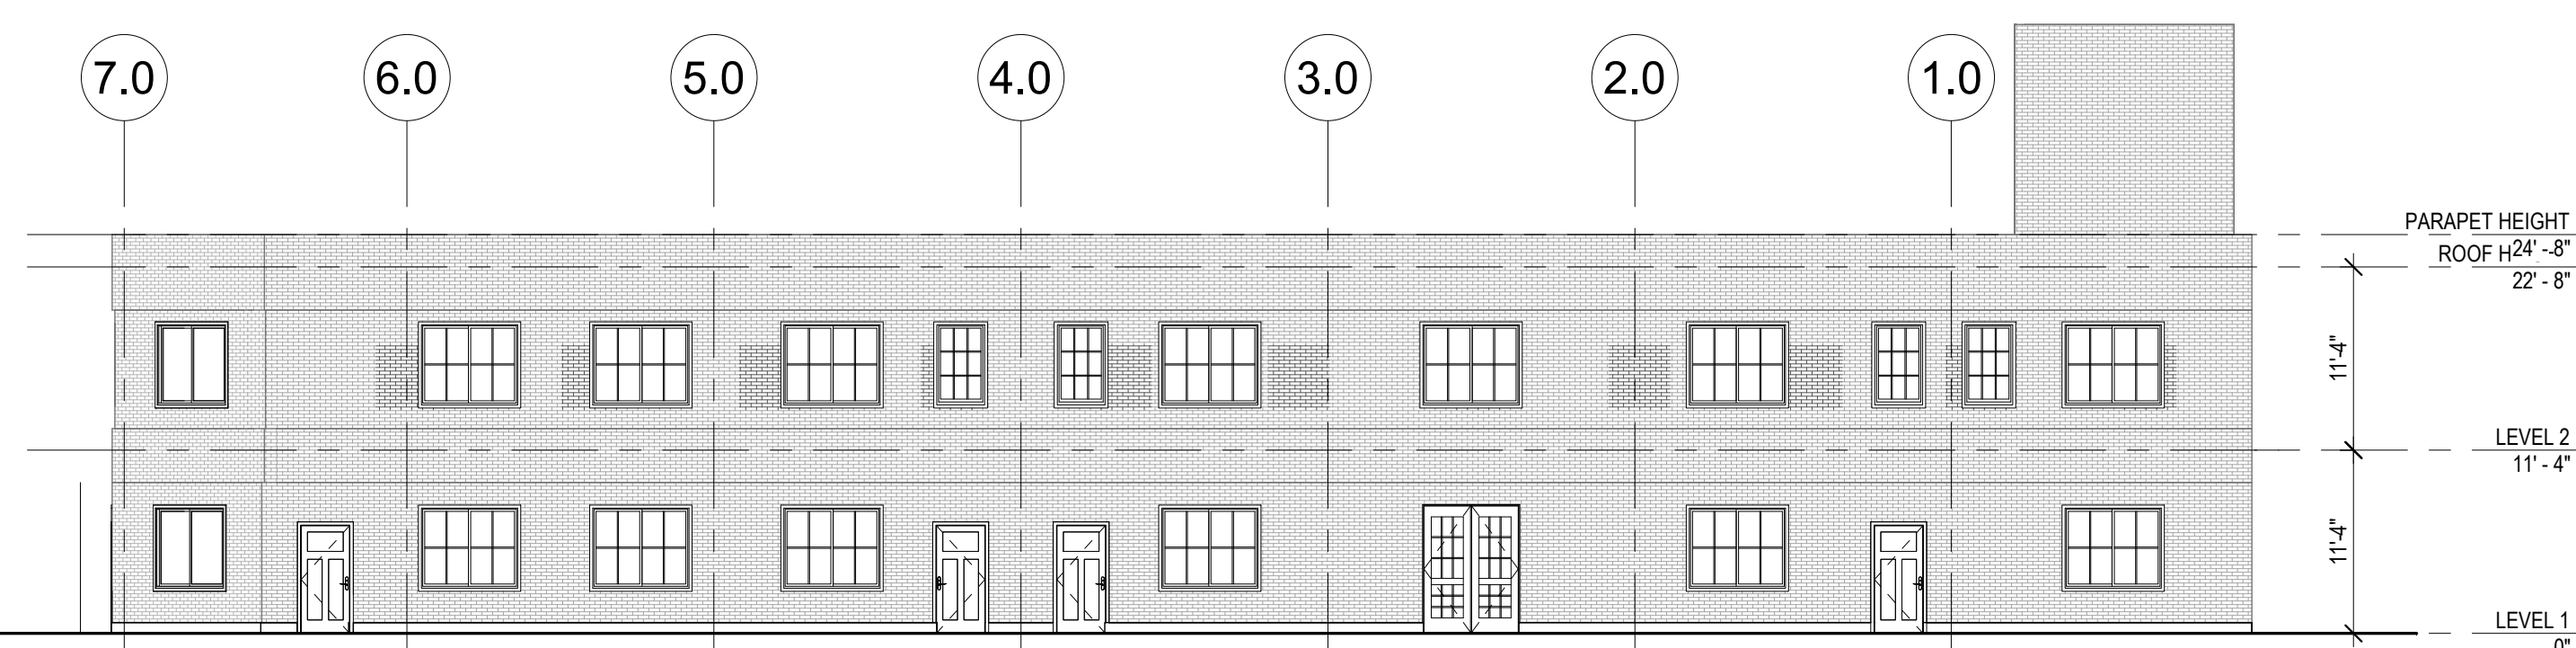 7.0
6.0
5.0
4.0
3.0
2.0
1.0
PARAPET HEIGHT
24' -8"
ROOF H
22' - 8"
11'-4"
LEVEL 2
11' - 4"
11'-4"
LEVEL 1
0"